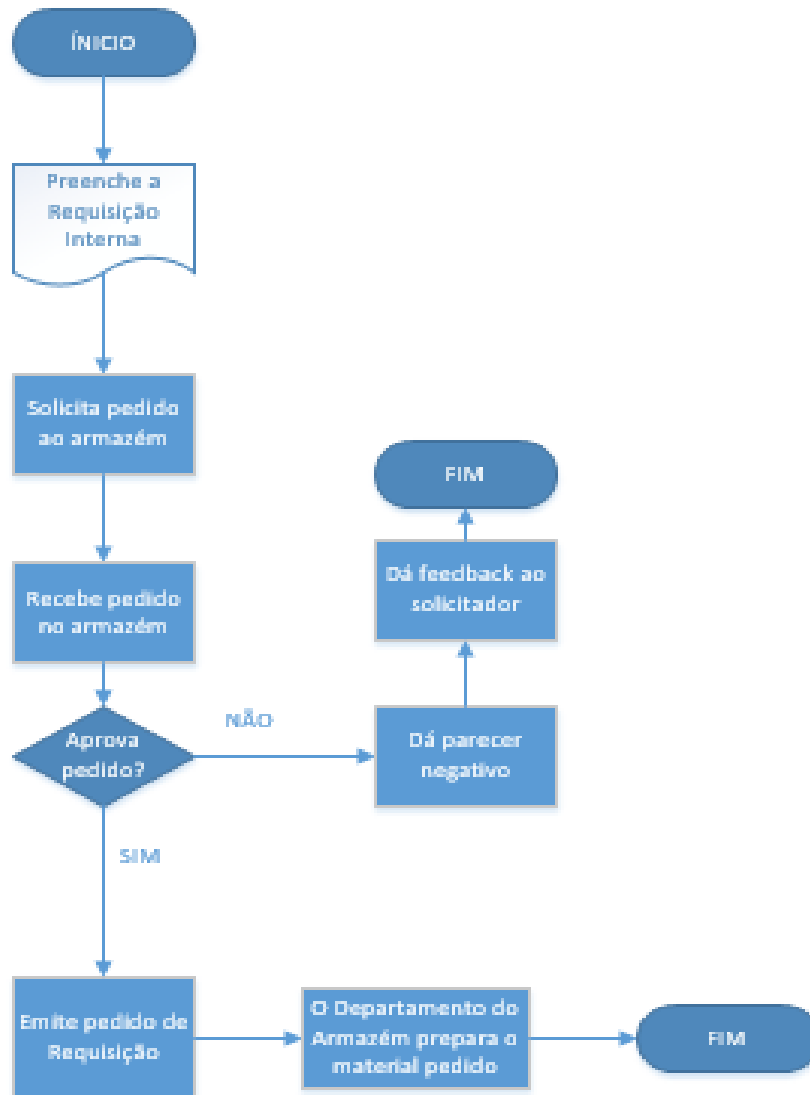 ÍNICIO
Preenche a
Requisição
Interna
Solicita pedido
ao armazém
Recebe pedido
no armazém
Aprova
pedido?
NÃO
Dá parecer
negativo
Dá feedback ao
solicitador
FIM
SIM
Emite pedido de
Requisição
O Departamento do
Armazém prepara o
material pedido
FIM